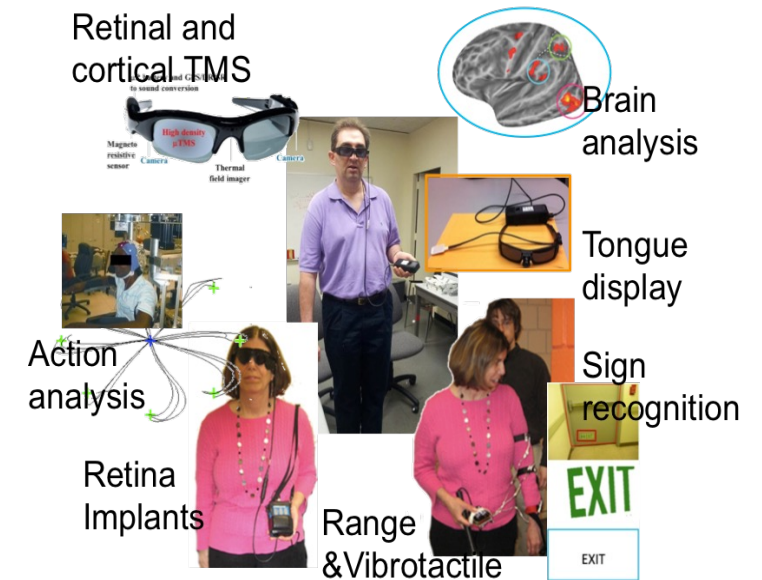 Retinal and
cortical TMS
to sound conversion
High density
µTMS
Magneto
resistive
sensor
Camera
Thermal
field imager
Camera
Brain
analysis
Tongue
display
Action
analysis
Sign
recognition
Retina
Implants
EXIT
EXIT
Range
&Vibrotactile